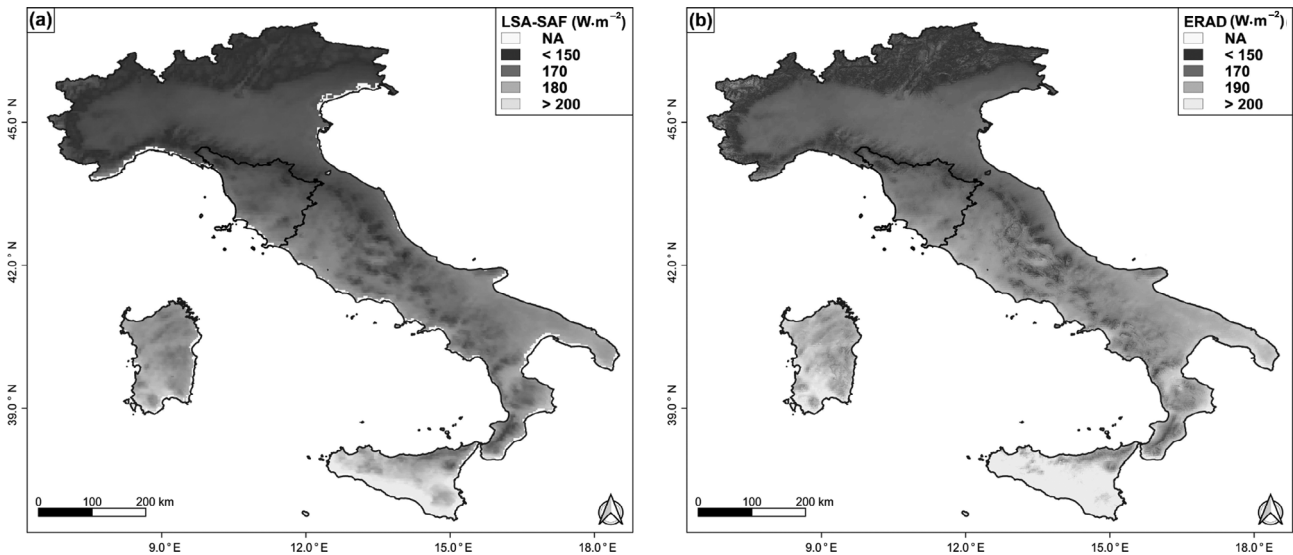 (a)
LSA-SAF (W·m⁻²)
NA
< 150
170
180
> 200
45.0° N
42.0° N
39.0° N
0 100 200 km
9.0° E 12.0° E 15.0° E 18.0° E
(b)
ERAD (W·m⁻²)
NA
< 150
170
190
> 200
45.0° N
42.0° N
39.0° N
0 100 200 km
9.0° E 12.0° E 15.0° E 18.0° E